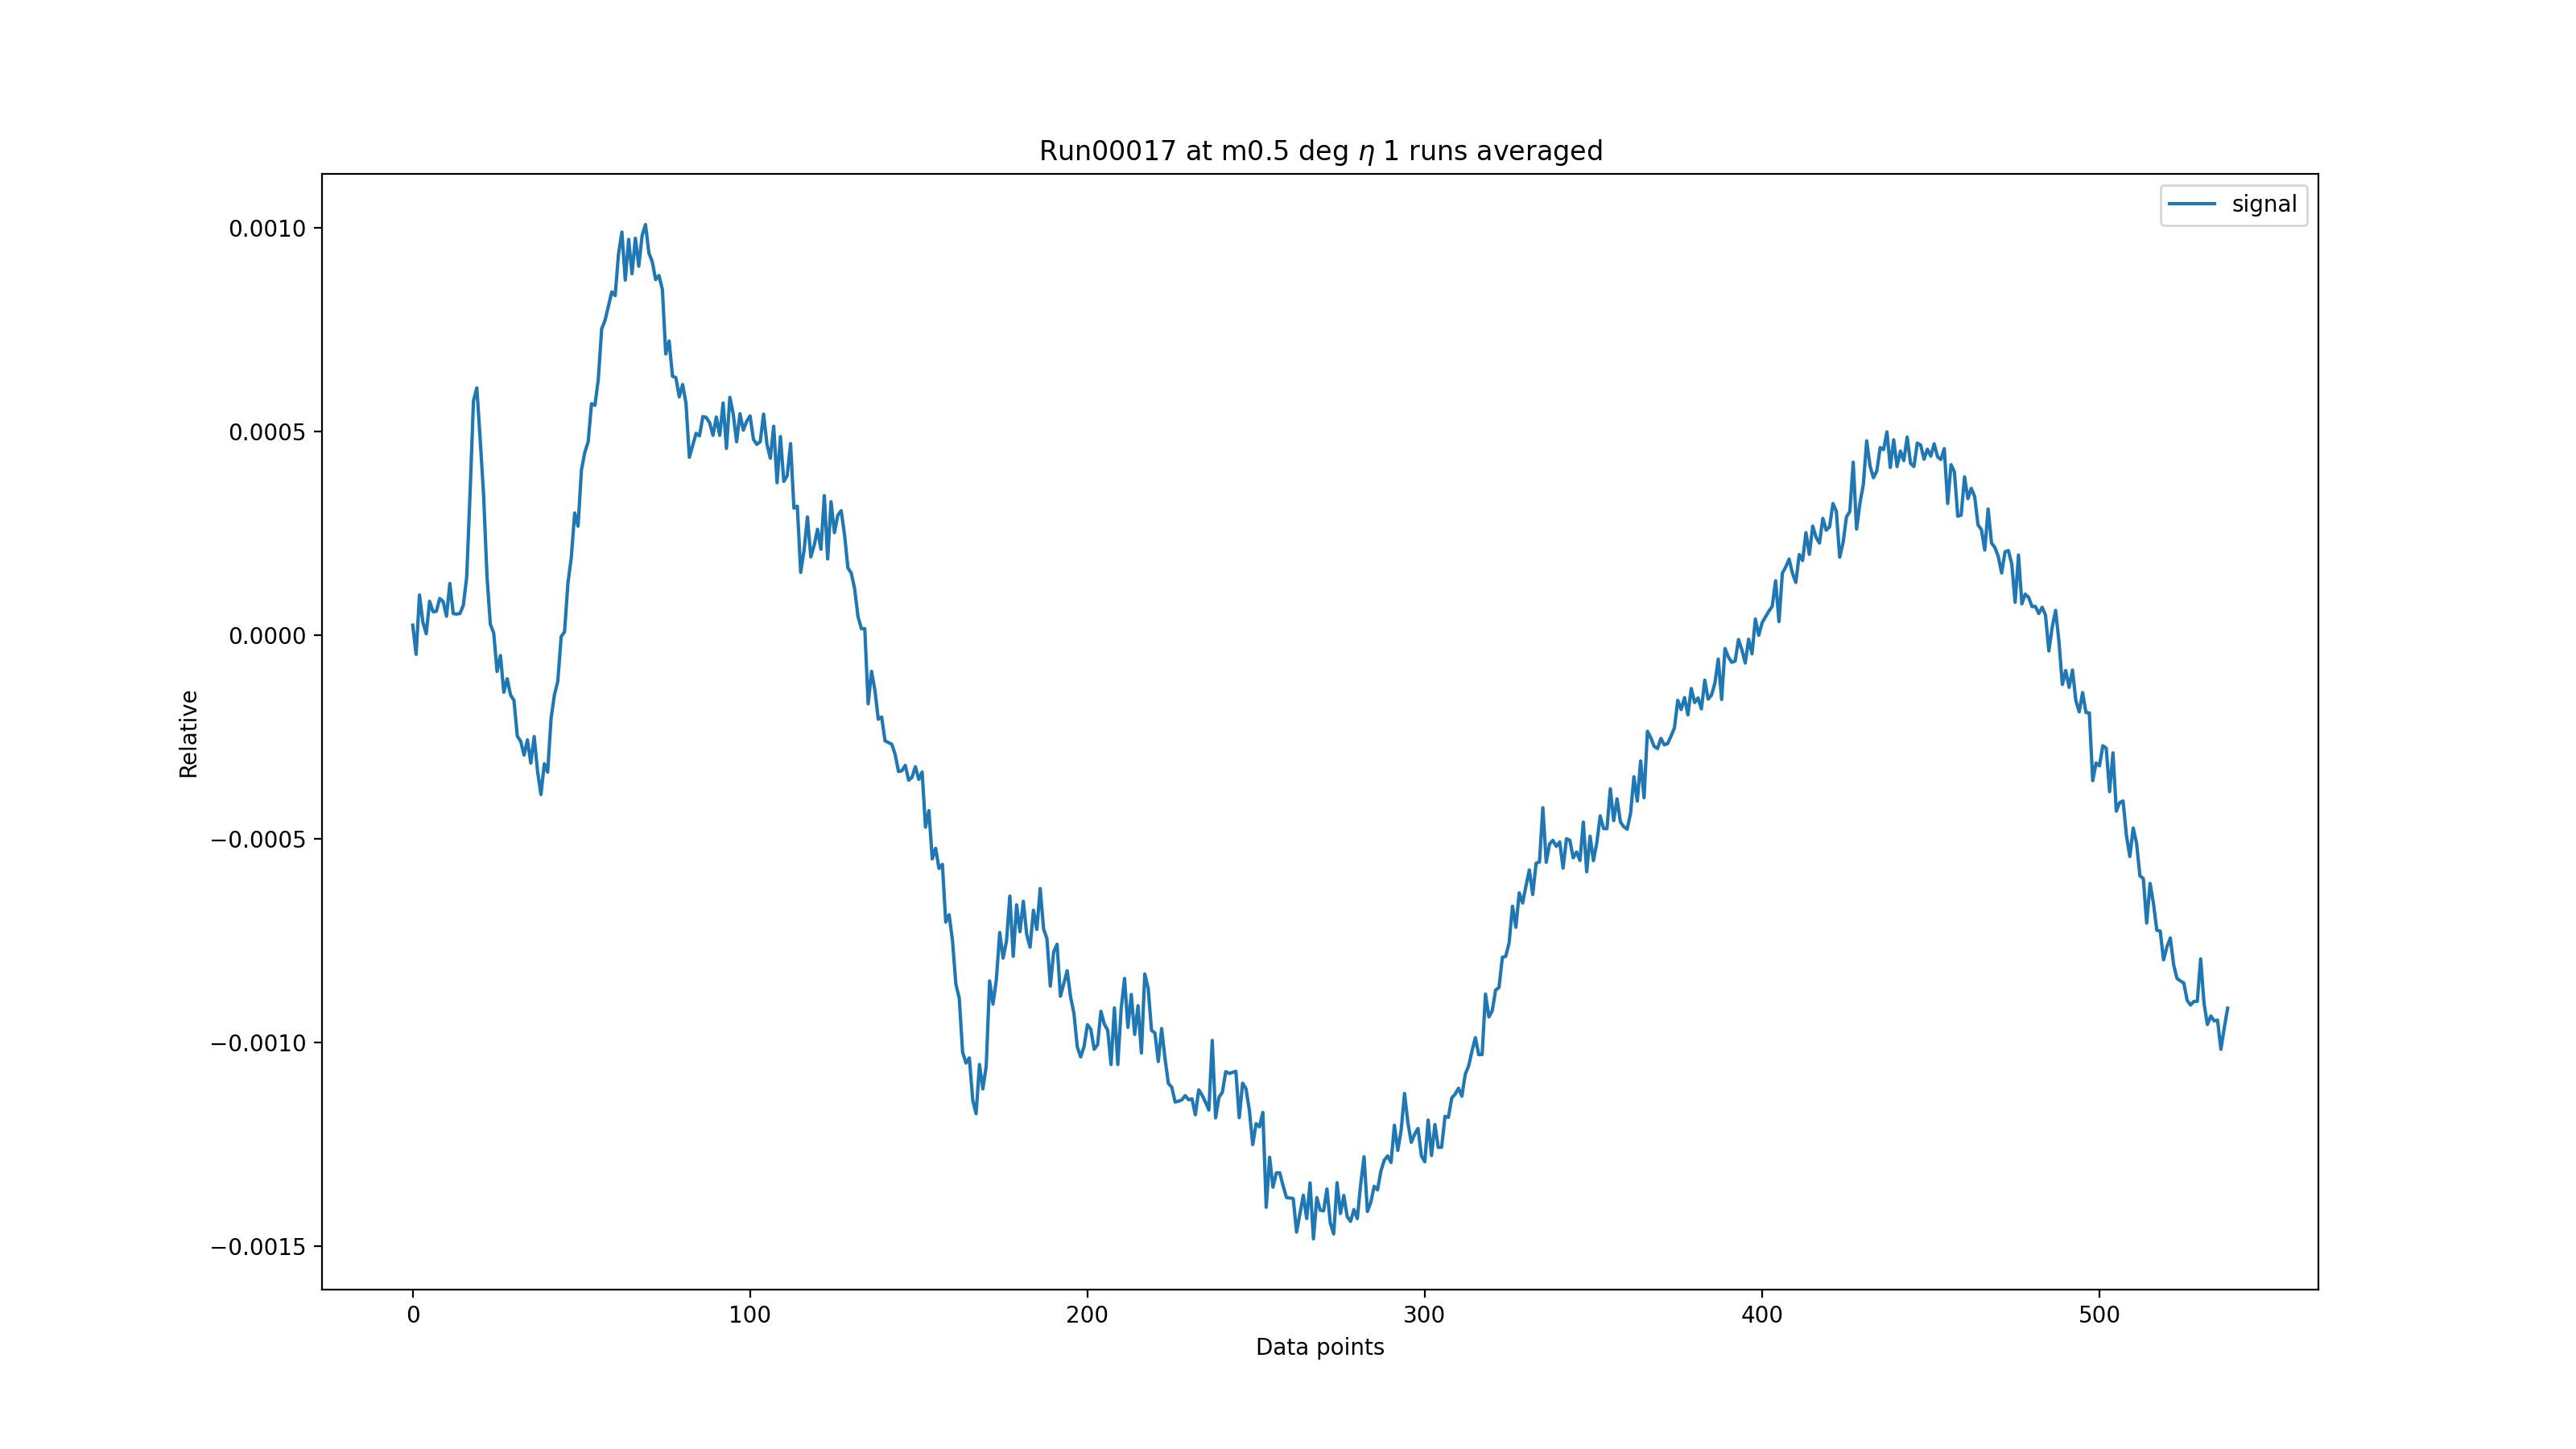 Run00017 at m0.5 deg η 1 runs averaged
signal
0.0010
0.0005
0.0000
−0.0005
−0.0010
−0.0015
Relative
0 100 200 300 400 500
Data points